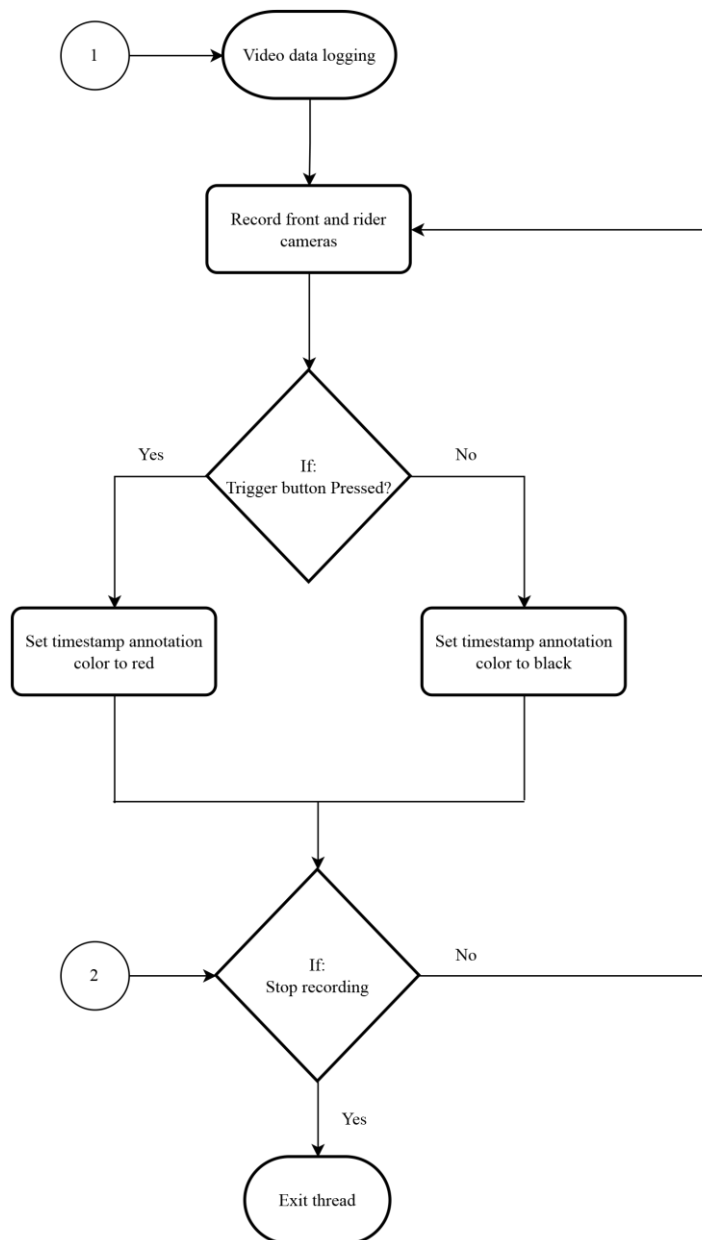 1
Video data logging
Record front and rider
cameras
Yes
If:
Trigger button Pressed?
No
Set timestamp annotation
color to red
Set timestamp annotation
color to black
2
If:
Stop recording
No
Yes
Exit thread